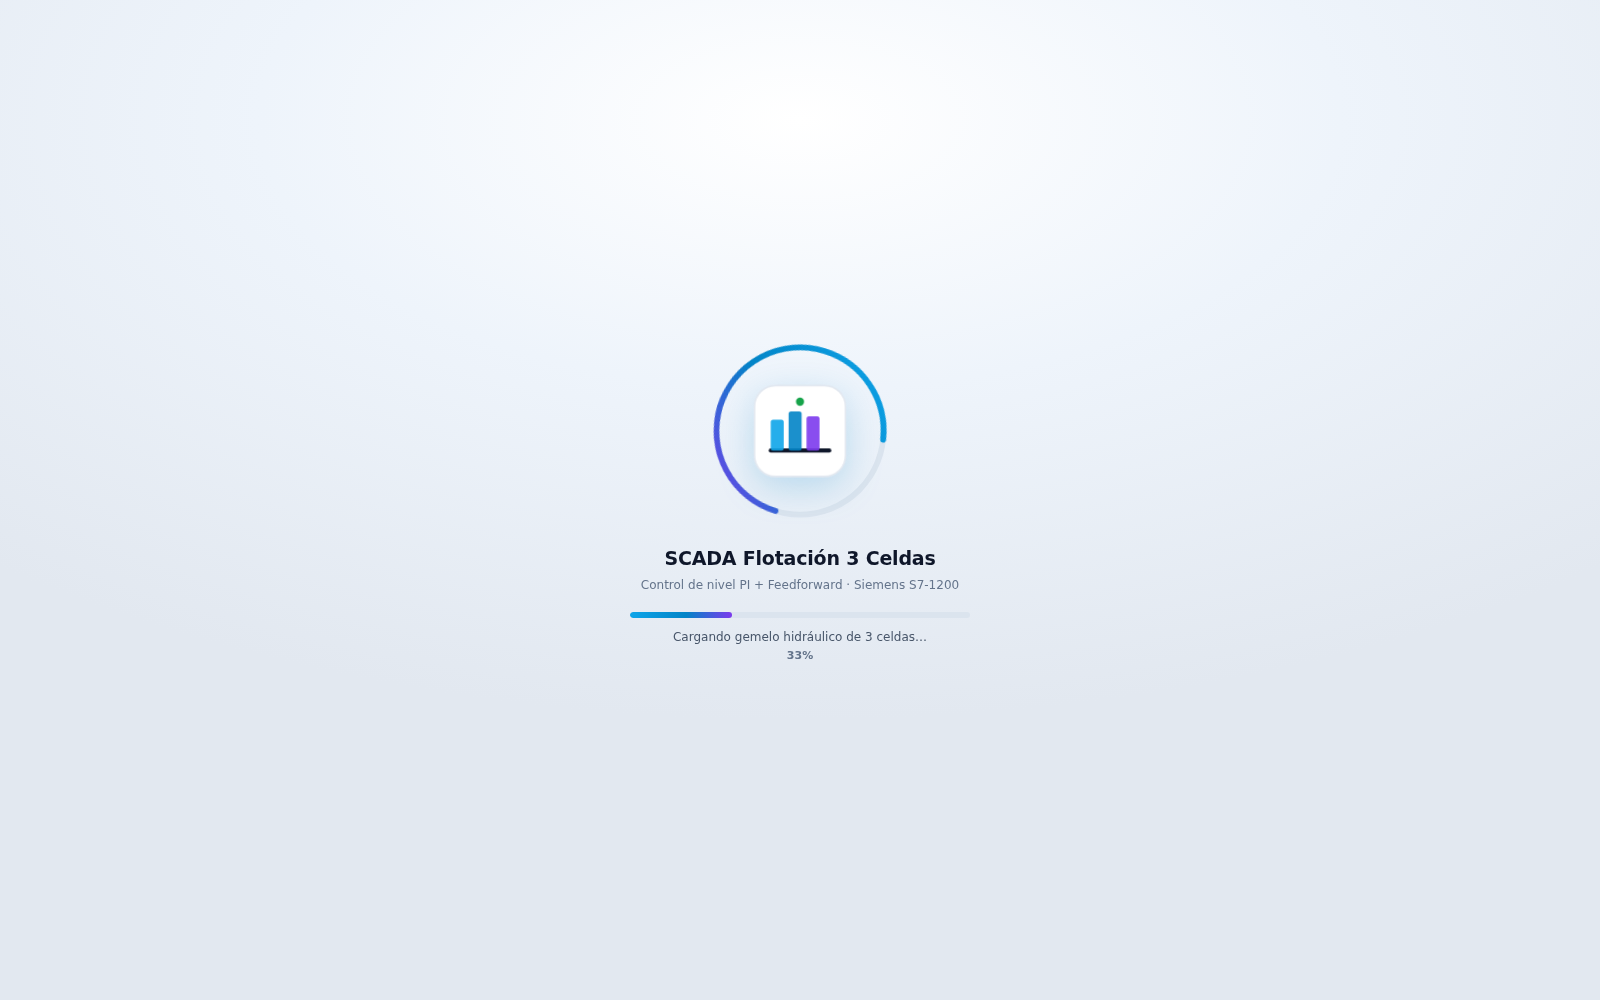 SCADA Flotación 3 Celdas
Control de nivel PI + Feedforward · Siemens S7-1200
Cargando gemelo hidráulico de 3 celdas…
33%